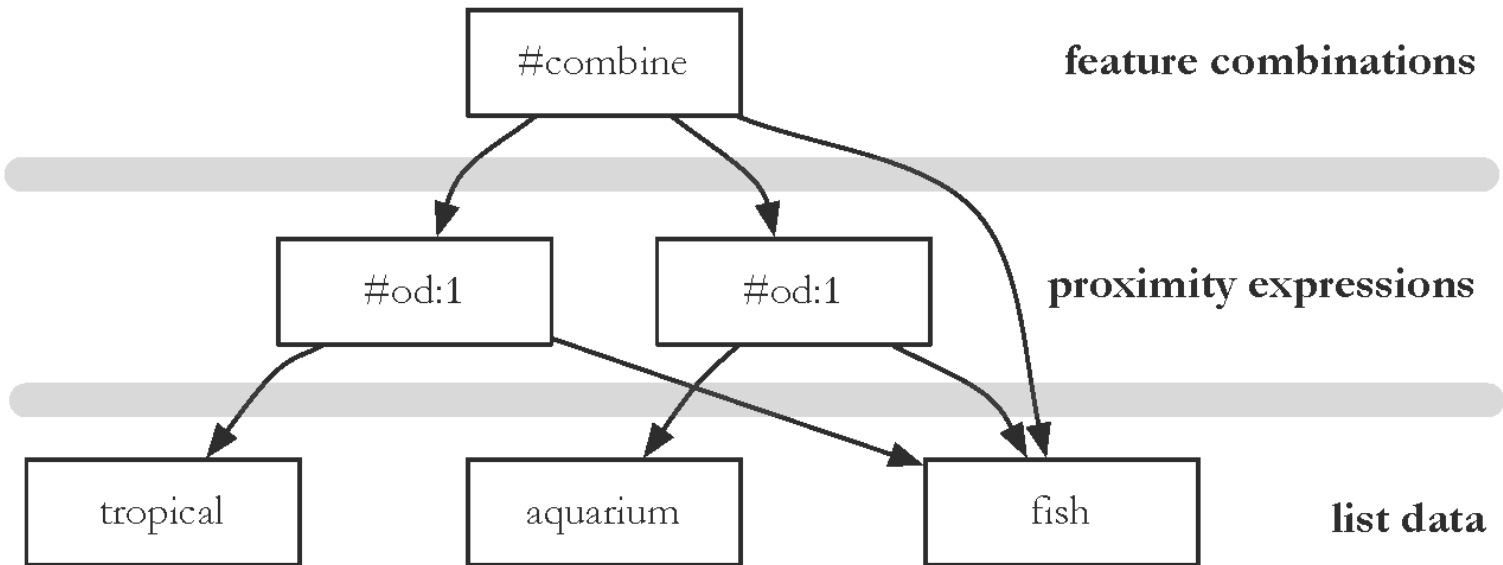 #combine
feature combinations
#od:1
#od:1
proximity expressions
tropical
aquarium
fish
list data